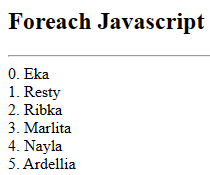 Foreach Javascript
0. Eka
1. Resty
2. Ribka
3. Marlita
4. Nayla
5. Ardellia